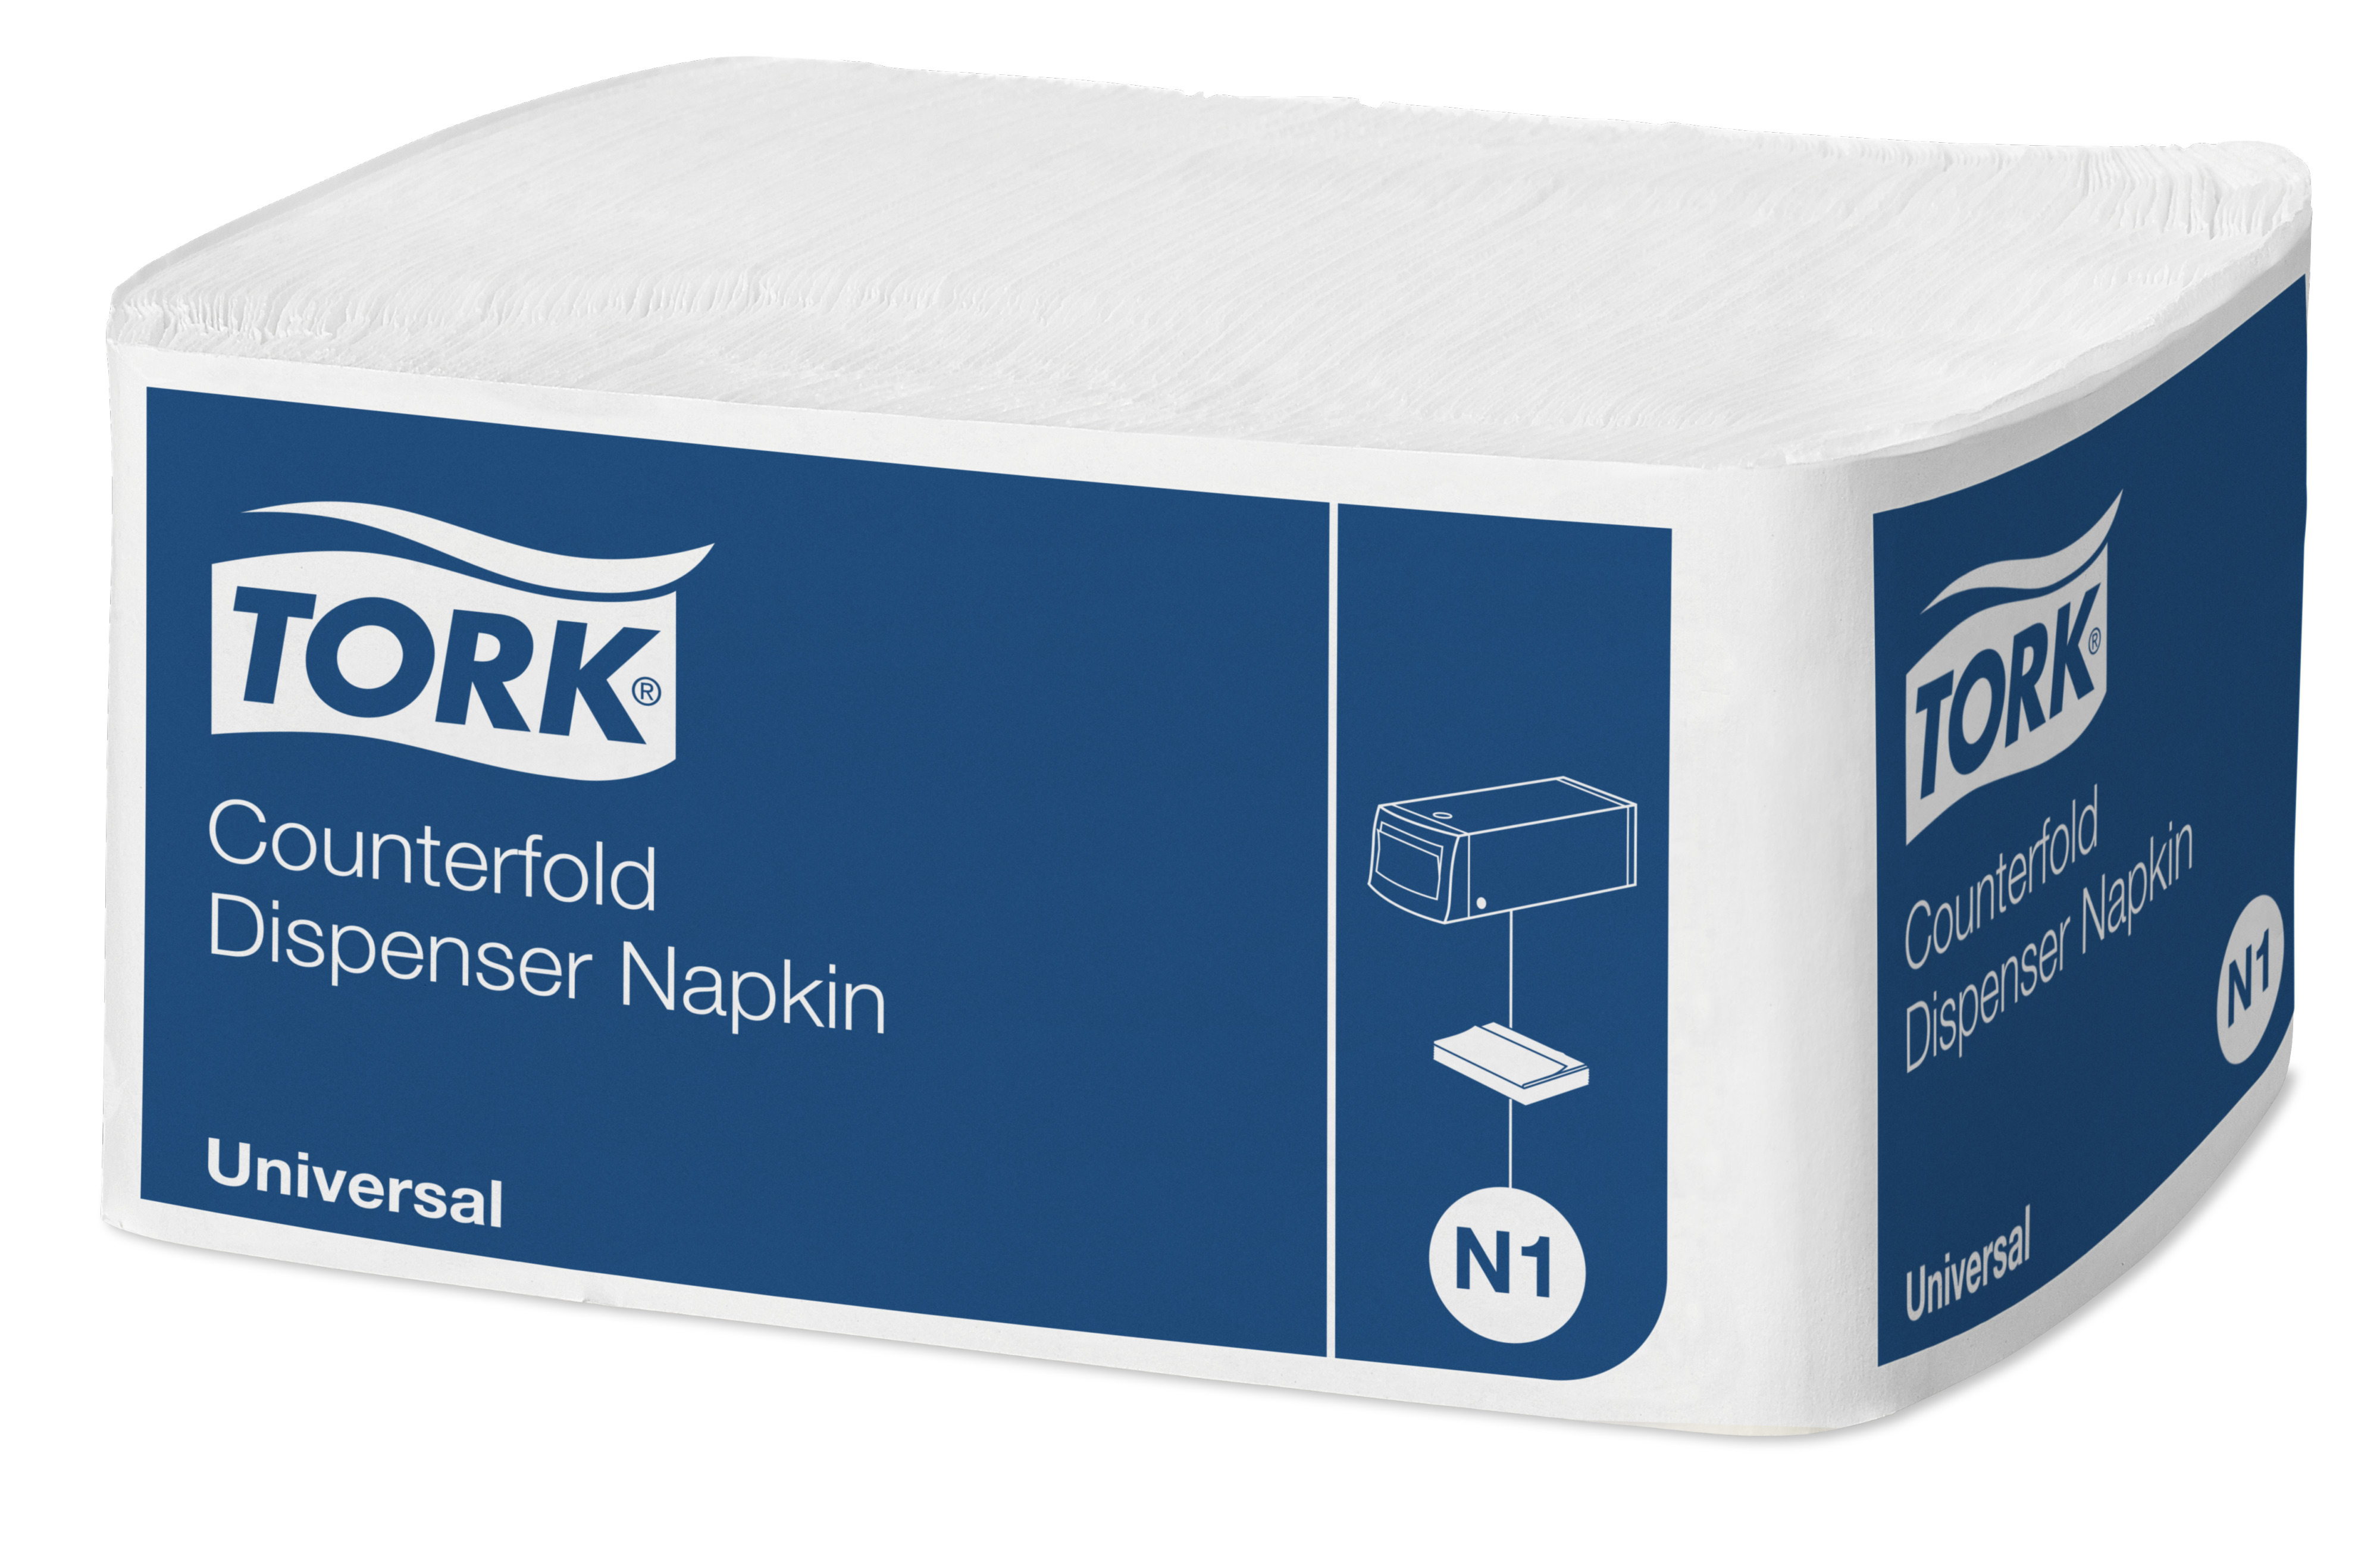 TORK®
Counterfold
Dispenser Napkin
Universal
N1
TORK®
Counterfold
Dispenser Napkin
N1
Universal